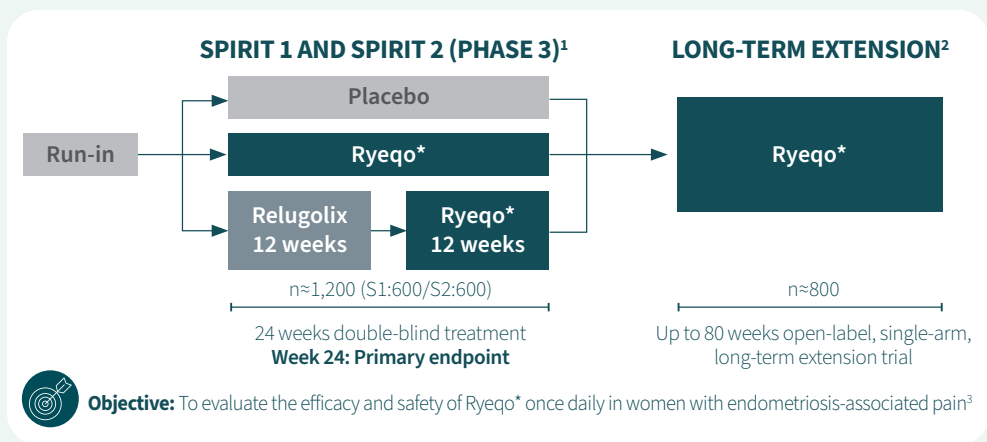 SPIRIT 1 AND SPIRIT 2 (PHASE 3)¹
LONG-TERM EXTENSION²
Placebo
Run-in
Ryeqo*
Ryeqo*
Relugolix
12 weeks
Ryeqo*
12 weeks
n≈1,200 (S1:600/S2:600)
n≈800
24 weeks double-blind treatment
Week 24: Primary endpoint
Up to 80 weeks open-label, single-arm,
long-term extension trial
Objective: To evaluate the efficacy and safety of Ryeqo* once daily in women with endometriosis-associated pain³